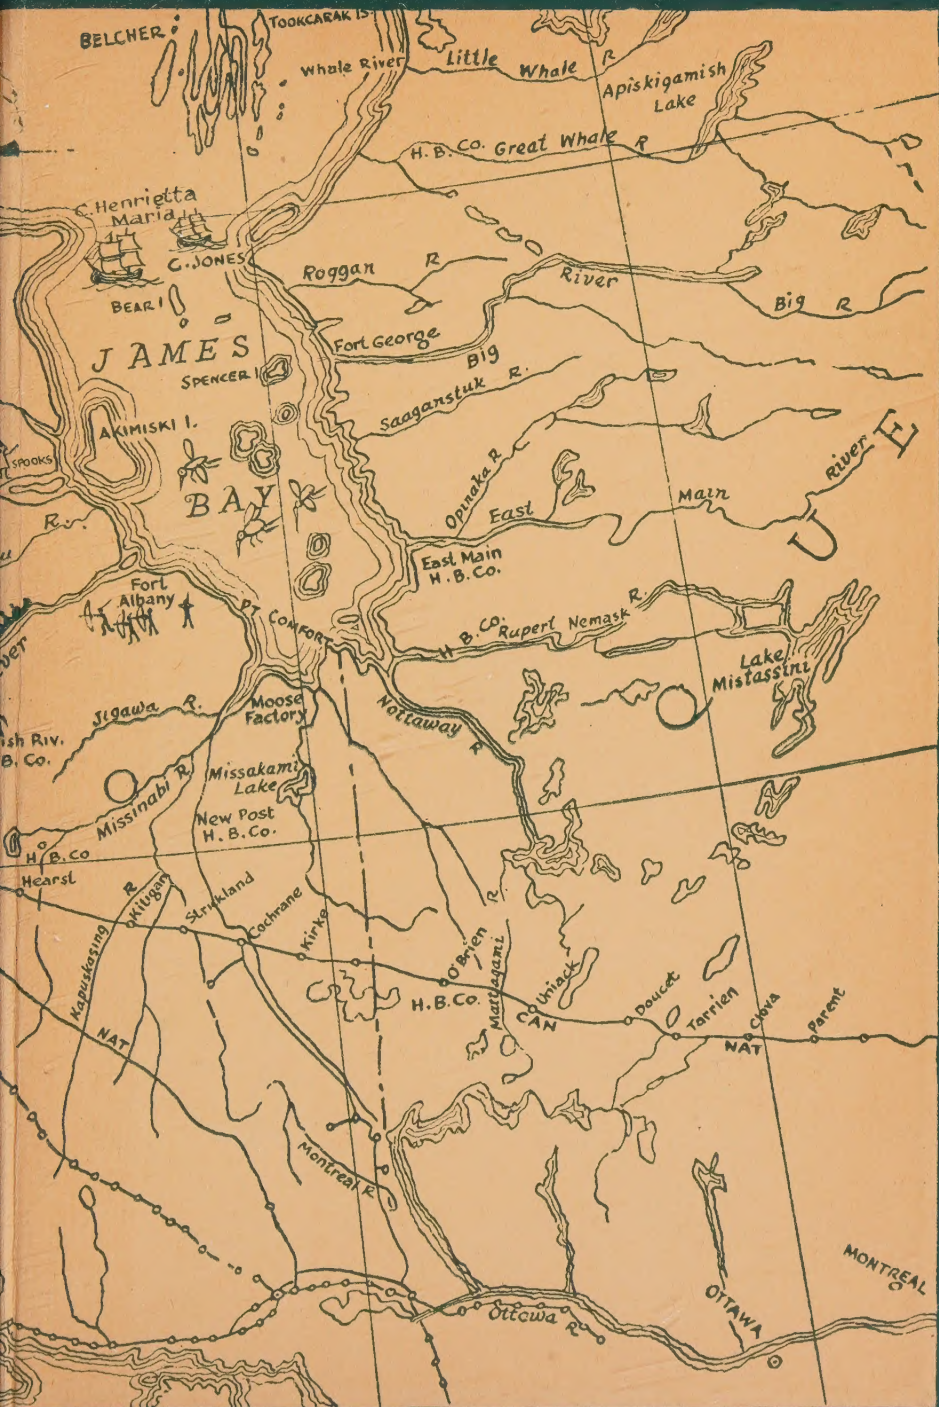 BELCHER
TOOKCARAK IS
Whale River
Little Whale R
Apiskigamish
Lake
H.B.Co. Great Whale R
C. Henrietta
Maria
C. JONES
BEAR I
Roggan R
River
Big R
JAMES
Fort George
Big
SPENCER I
Saaganstuk R.
AKIMISKI I.
SPOOKS
BAY
Opinaka R
East Main River
U E
R.
East Main
H.B.Co.
Fort
Albany
PT COMFORT
H.B.Co. Rupert Nemask R.
Lake
Mistassini
ver
Jigawa R.
Moose
Factory
Nottaway R
ish Riv.
B. Co.
O
O
Missinabi R
Missakami
Lake
New Post
H.B.Co.
H.B.Co
Hearst
R
Kitigan
Strickland
Cochrane
Kirke
O'Brien
H.B.Co.
R
Mattagami
Uniack
CAN
Doucet
Tarrien
Clova
NAT
Parent
Kapuskasing
NAT
Montreal R
MONTREAL
OTTAWA
Ottawa R